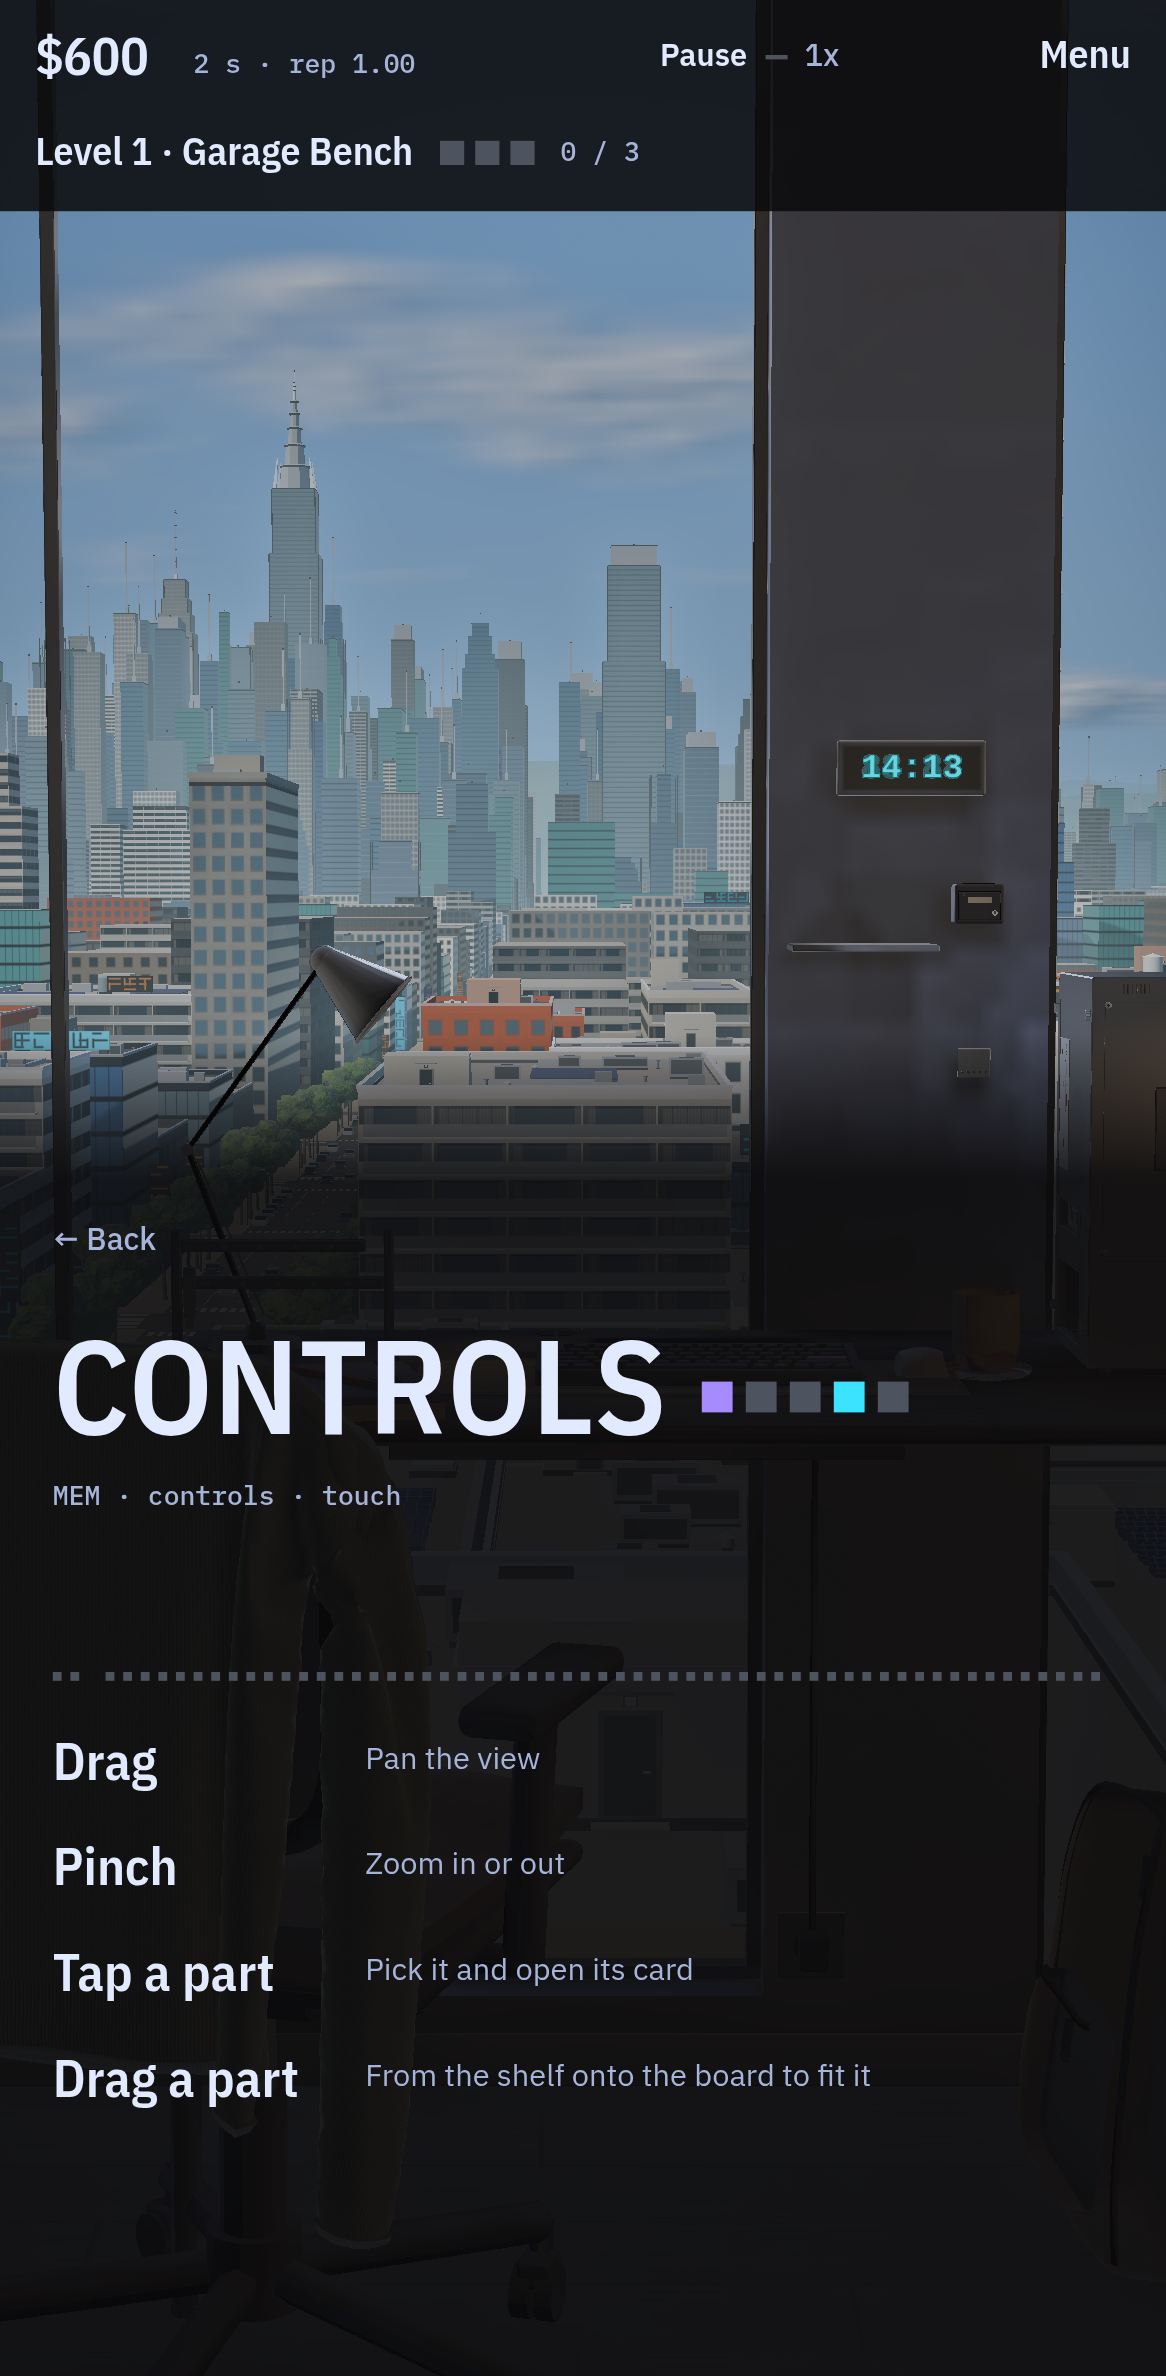 $600 2 s · rep 1.00 Pause — 1x Menu
Level 1 · Garage Bench 0 / 3
14:13
← Back
CONTROLS
MEM · controls · touch
Drag Pan the view
Pinch Zoom in or out
Tap a part Pick it and open its card
Drag a part From the shelf onto the board to fit it